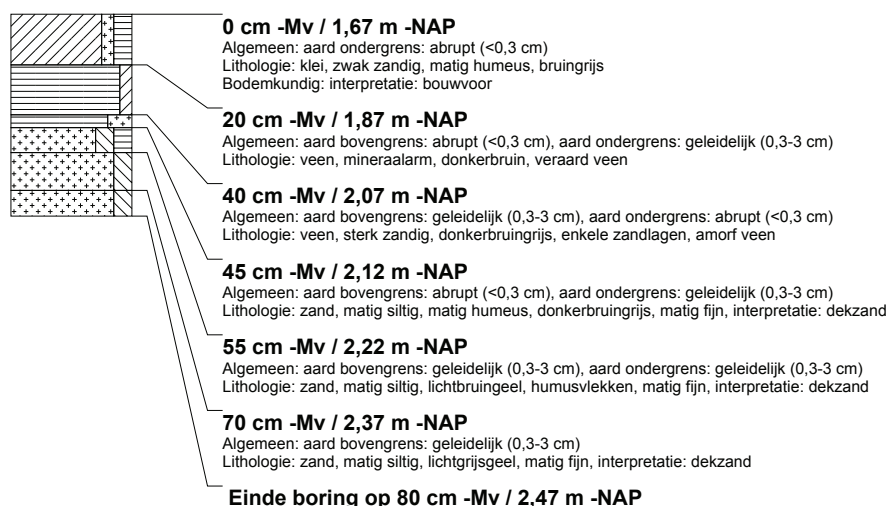 0 cm -Mv / 1,67 m -NAP
Algemeen: aard ondergrens: abrupt (<0,3 cm)
Lithologie: klei, zwak zandig, matig humeus, bruingrijs
Bodemkundig: interpretatie: bouwvoor
20 cm -Mv / 1,87 m -NAP
Algemeen: aard bovengrens: abrupt (<0,3 cm), aard ondergrens: geleidelijk (0,3-3 cm)
Lithologie: veen, mineraalarm, donkerbruin, veraard veen
40 cm -Mv / 2,07 m -NAP
Algemeen: aard bovengrens: geleidelijk (0,3-3 cm), aard ondergrens: abrupt (<0,3 cm)
Lithologie: veen, sterk zandig, donkerbruingrijs, enkele zandlagen, amorf veen
45 cm -Mv / 2,12 m -NAP
Algemeen: aard bovengrens: abrupt (<0,3 cm), aard ondergrens: geleidelijk (0,3-3 cm)
Lithologie: zand, matig siltig, matig humeus, donkerbruingrijs, matig fijn, interpretatie: dekzand
55 cm -Mv / 2,22 m -NAP
Algemeen: aard bovengrens: geleidelijk (0,3-3 cm), aard ondergrens: geleidelijk (0,3-3 cm)
Lithologie: zand, matig siltig, lichtbruingeel, humusvlekken, matig fijn, interpretatie: dekzand
70 cm -Mv / 2,37 m -NAP
Algemeen: aard bovengrens: geleidelijk (0,3-3 cm)
Lithologie: zand, matig siltig, lichtgrijsgeel, matig fijn, interpretatie: dekzand
Einde boring op 80 cm -Mv / 2,47 m -NAP